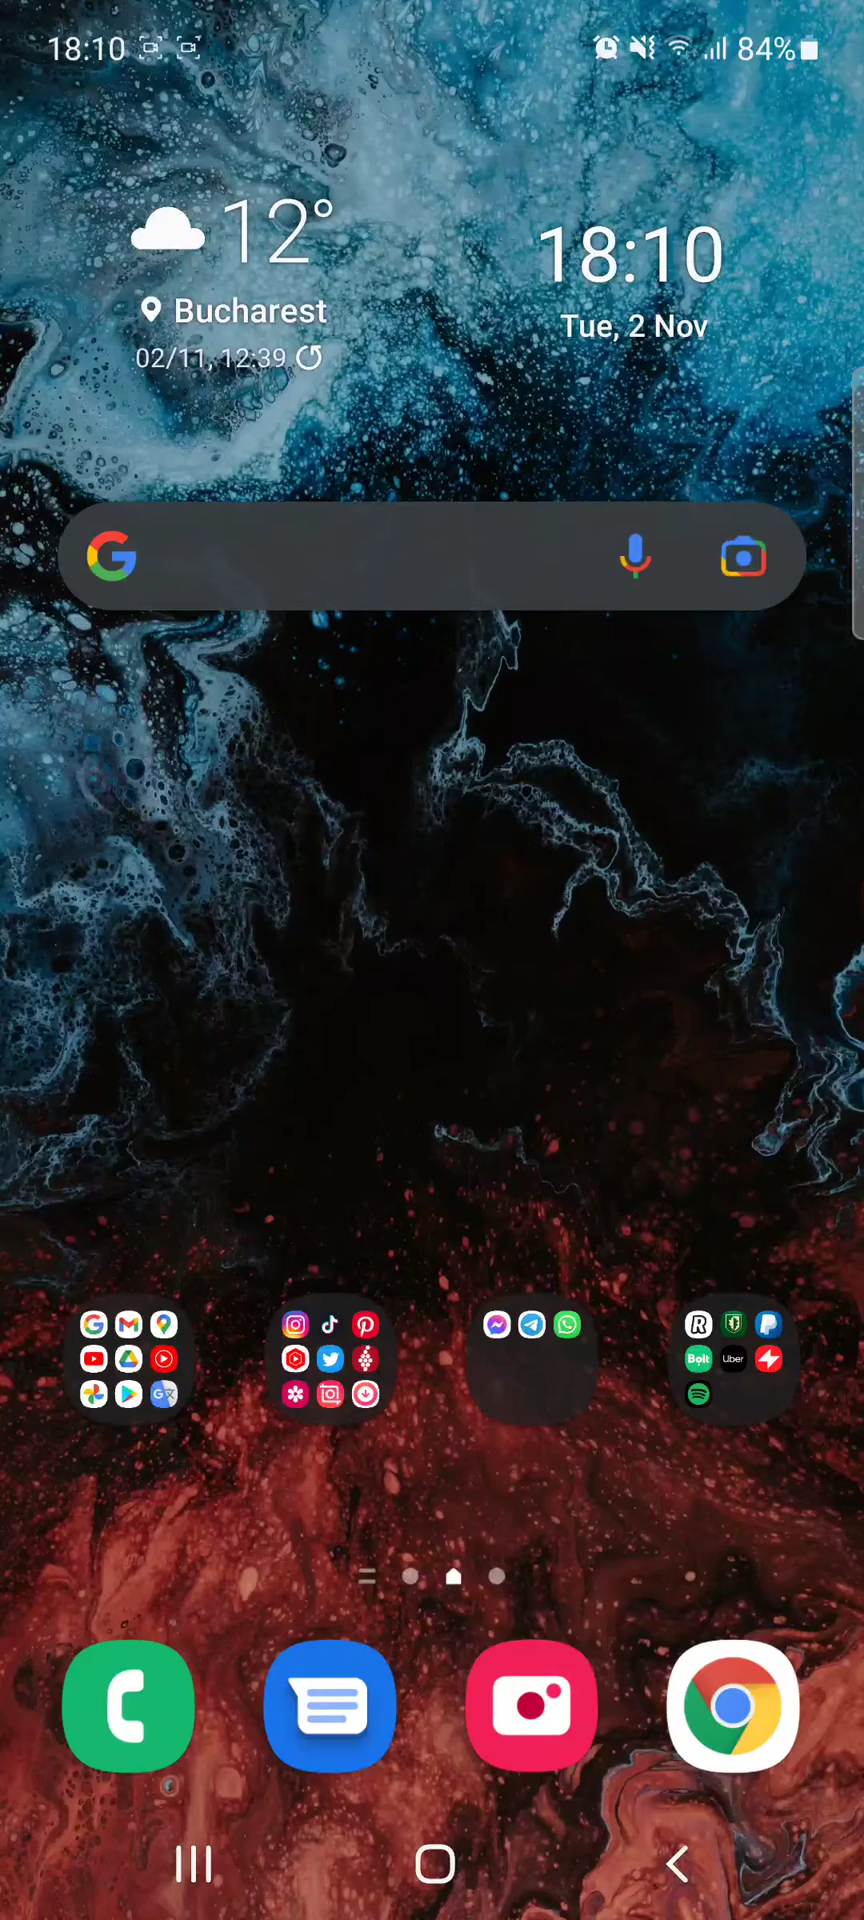 18:10
84%
12°
Bucharest
02/11, 12:39
18:10
Tue, 2 Nov
Bolt
Uber